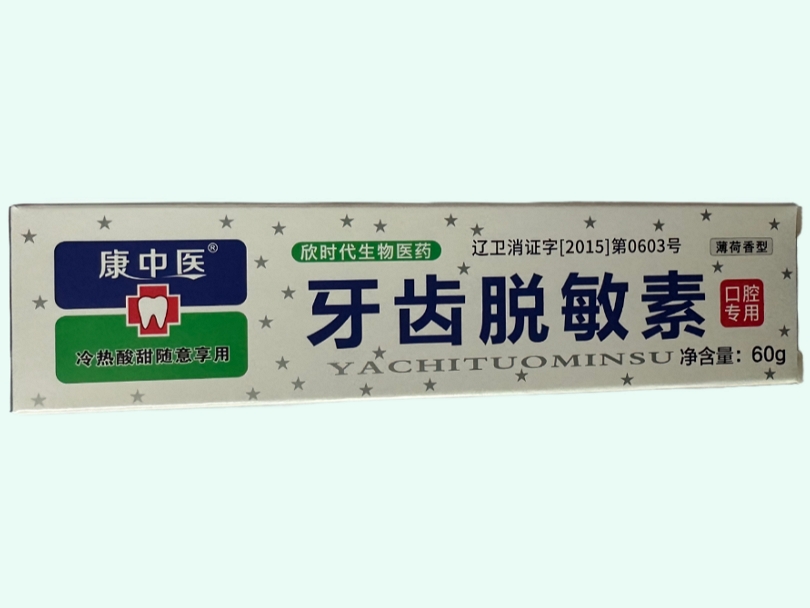 康中医®
冷热酸甜随意享用
欣时代生物医药
辽卫消证字[2015]第0603号
薄荷香型
牙齿脱敏素
口腔
专用
YACHITUOMINSU
净含量：60g